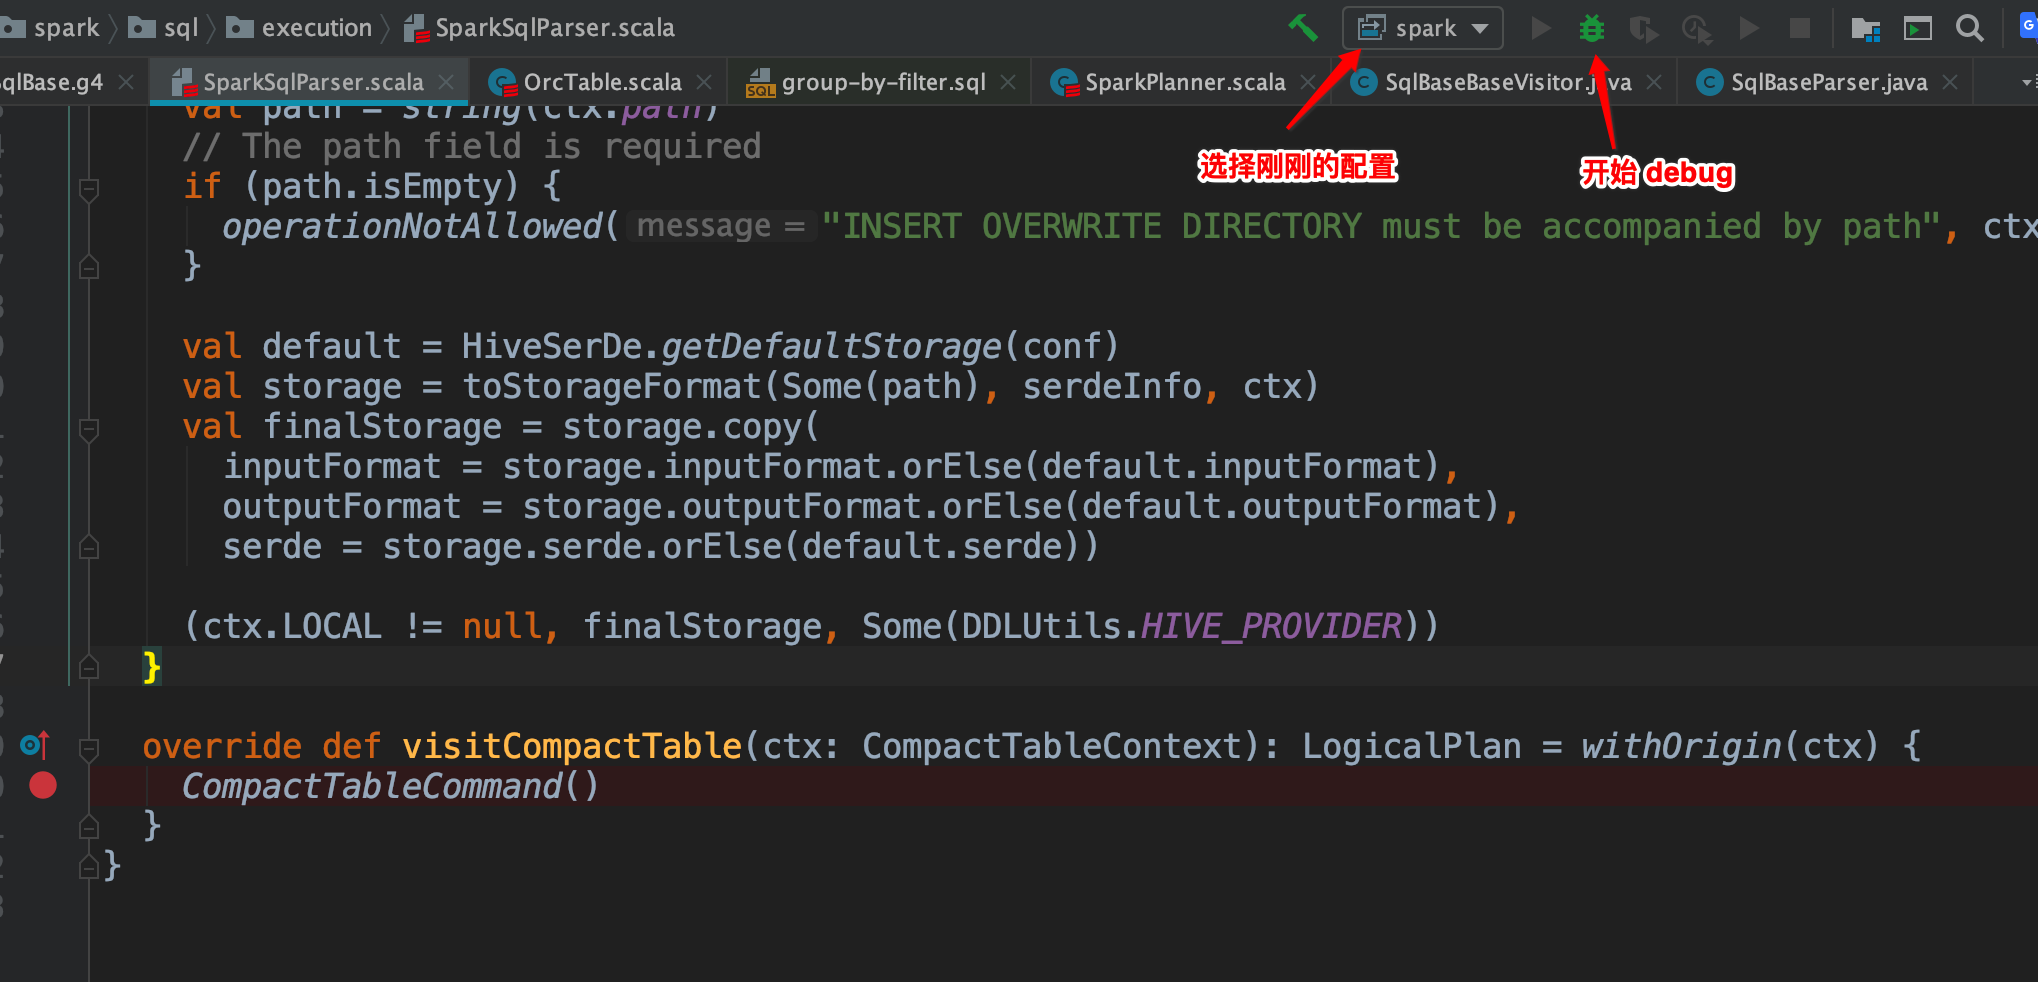 spark sql execution SparkSqlParser.scala spark
qlBase.g4 SparkSqlParser.scala OrcTable.scala group-by-filter.sql SparkPlanner.scala SqlBaseBaseVisitor.java SqlBaseParser.java
val path = string(ctx.path)
// The path field is required
选择刚刚的配置
开始 debug
if (path.isEmpty) {
operationNotAllowed( message = "INSERT OVERWRITE DIRECTORY must be accompanied by path", ctx
}
val default = HiveSerDe.getDefaultStorage(conf)
val storage = toStorageFormat(Some(path), serdeInfo, ctx)
val finalStorage = storage.copy(
inputFormat = storage.inputFormat.orElse(default.inputFormat),
outputFormat = storage.outputFormat.orElse(default.outputFormat),
serde = storage.serde.orElse(default.serde))
(ctx.LOCAL != null, finalStorage, Some(DDLUtils.HIVE_PROVIDER))
}
override def visitCompactTable(ctx: CompactTableContext): LogicalPlan = withOrigin(ctx) {
CompactTableCommand()
}
}